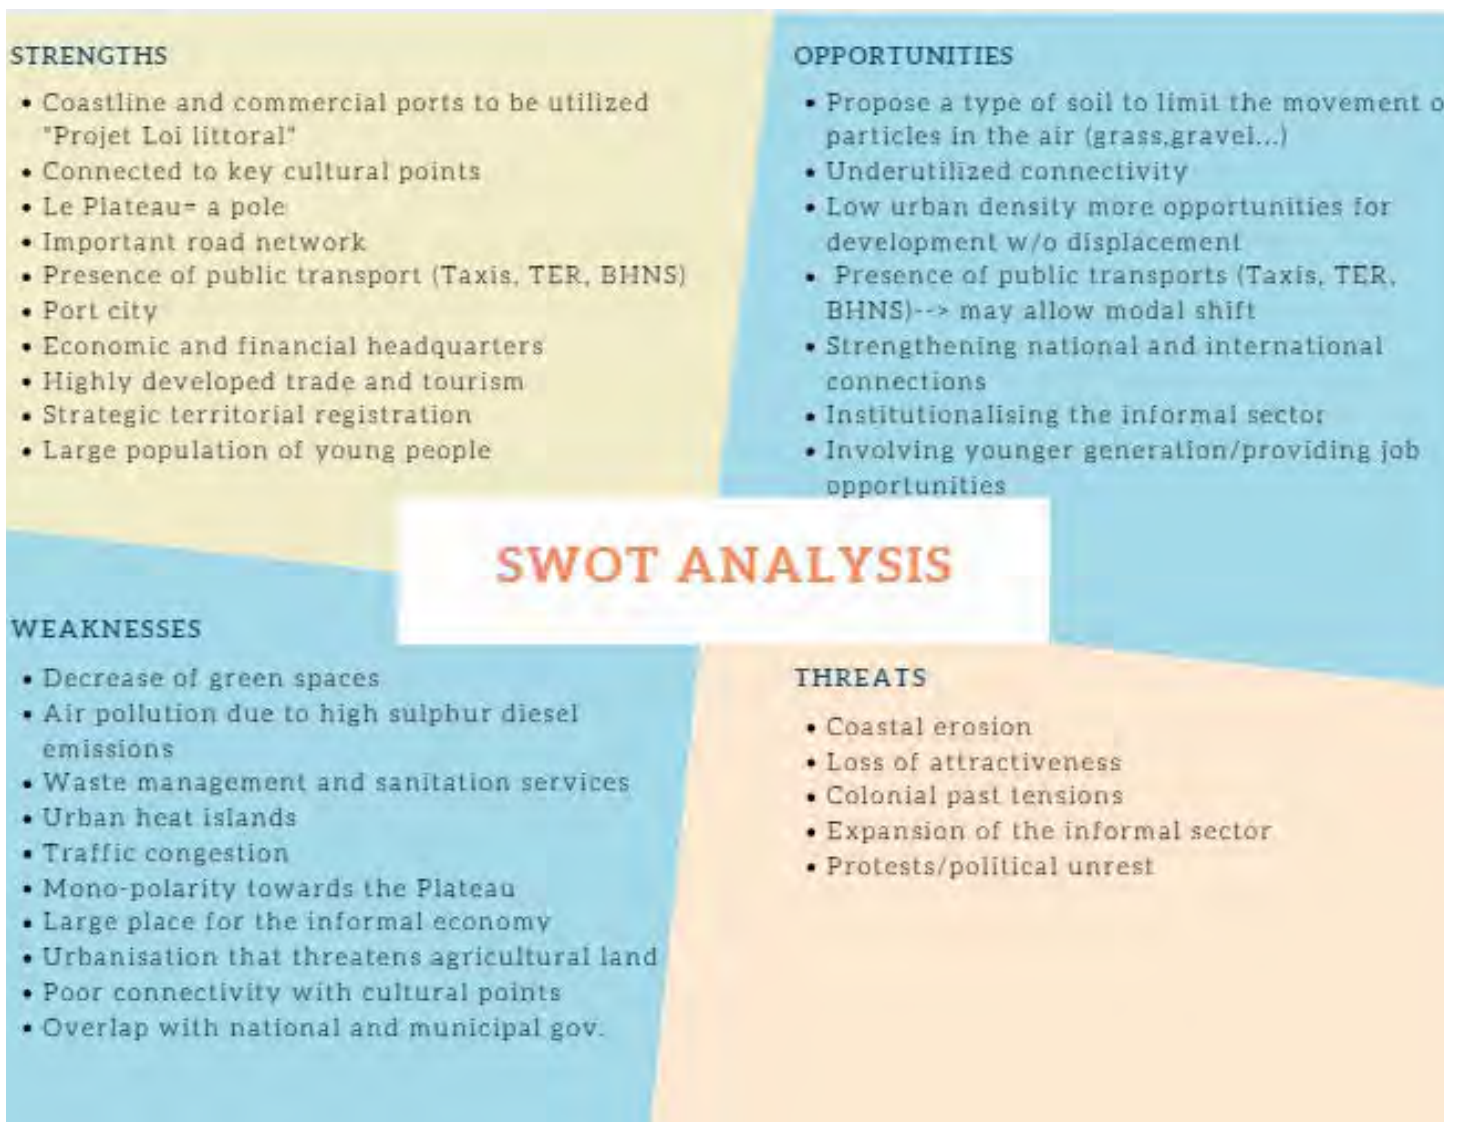 STRENGTHS
• Coastline and commercial ports to be utilized
"Projet Loi littoral"
• Connected to key cultural points
• Le Plateau= a pole
• Important road network
• Presence of public transport (Taxis, TER, BHNS)
• Port city
• Economic and financial headquarters
• Highly developed trade and tourism
• Strategic territorial registration
• Large population of young people
OPPORTUNITIES
• Propose a type of soil to limit the movement o
particles in the air (grass,gravel...)
• Underutilized connectivity
• Low urban density more opportunities for
development w/o displacement
• Presence of public transports (Taxis, TER,
BHNS)--> may allow modal shift
• Strengthening national and international
connections
• Institutionalising the informal sector
• Involving younger generation/providing job
opportunities
SWOT ANALYSIS
WEAKNESSES
• Decrease of green spaces
• Air pollution due to high sulphur diesel
emissions
• Waste management and sanitation services
• Urban heat islands
• Traffic congestion
• Mono-polarity towards the Plateau
• Large place for the informal economy
• Urbanisation that threatens agricultural land
• Poor connectivity with cultural points
• Overlap with national and municipal gov.
THREATS
• Coastal erosion
• Loss of attractiveness
• Colonial past tensions
• Expansion of the informal sector
• Protests/political unrest